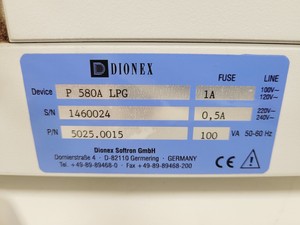 DIONEX
FUSE LINE
Device P 580A LPG 1A 100V~ 120V~
S/N 1460024 0,5A 220V~ 240V~
P/N 5025.0015 100 VA 50-60 Hz
Dionex Softron GmbH
Dornierstraße 4 · D-82110 Germering · GERMANY
Tel +49-89-89468-0 Fax +49-89-89468-200
CE